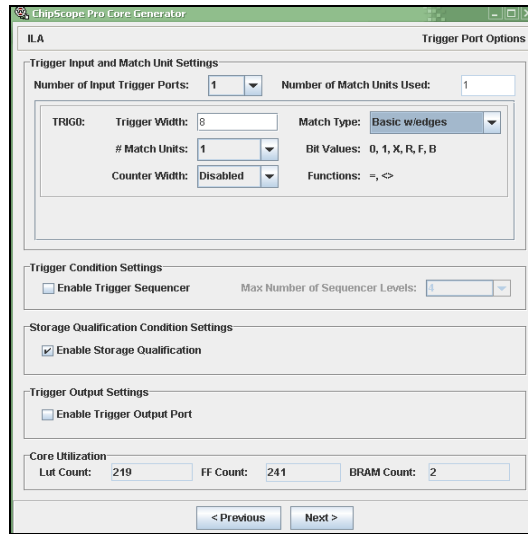 ChipScope Pro Core Generator
ILA Trigger Port Options
Trigger Input and Match Unit Settings
Number of Input Trigger Ports: 1 Number of Match Units Used: 1
TRIG0: Trigger Width: 8 Match Type: Basic w/edges
# Match Units: 1 Bit Values: 0, 1, X, R, F, B
Counter Width: Disabled Functions: =, <>
Trigger Condition Settings
Enable Trigger Sequencer Max Number of Sequencer Levels: 4
Storage Qualification Condition Settings
Enable Storage Qualification
Trigger Output Settings
Enable Trigger Output Port
Core Utilization
Lut Count: 219 FF Count: 241 BRAM Count: 2
< Previous Next >